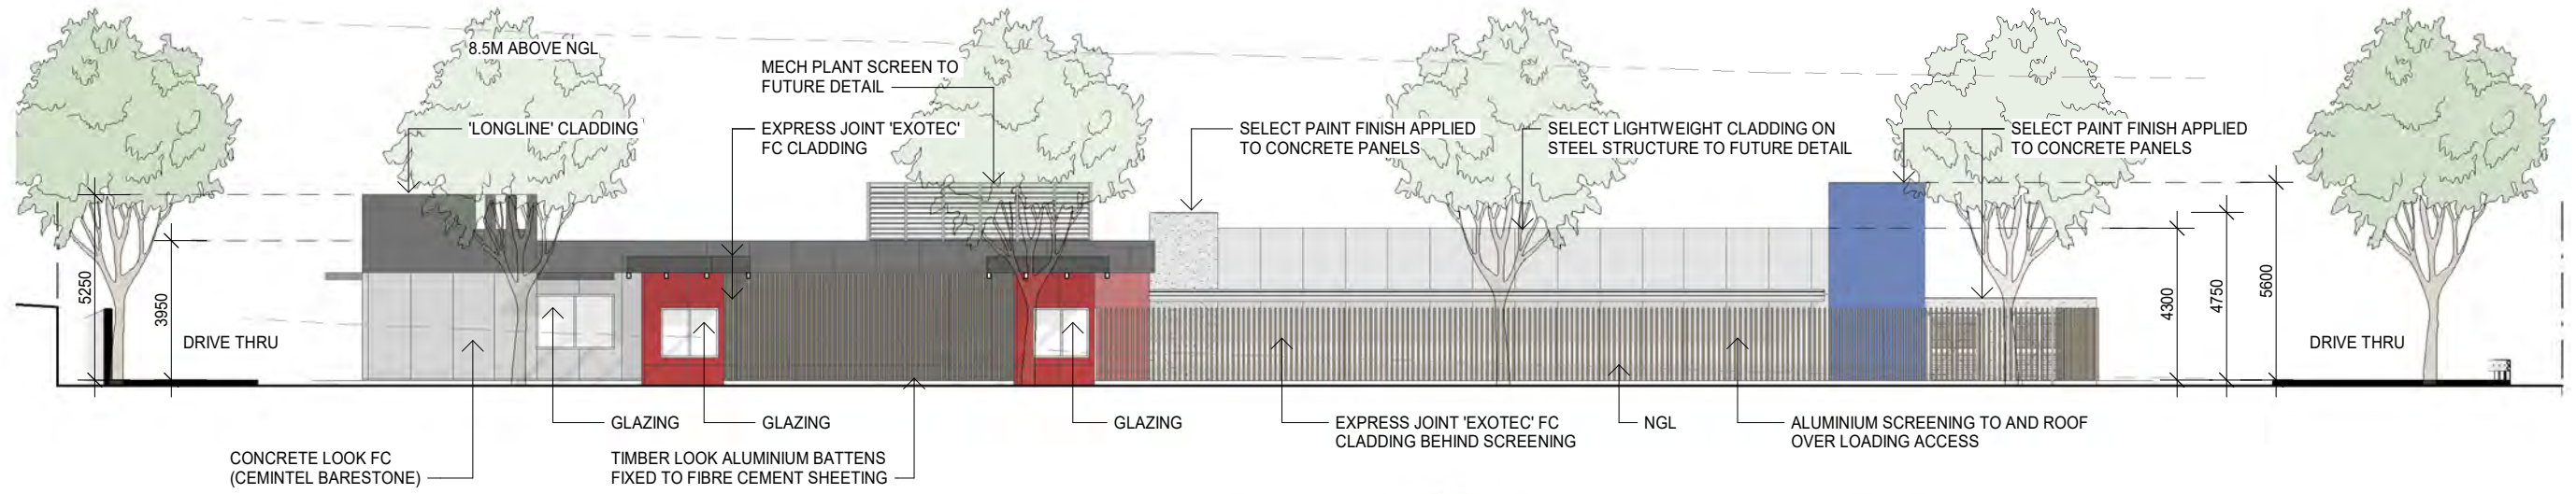 8.5M ABOVE NGL
MECH PLANT SCREEN TO
FUTURE DETAIL
'LONGLINE' CLADDING
EXPRESS JOINT 'EXOTEC'
FC CLADDING
SELECT PAINT FINISH APPLIED
TO CONCRETE PANELS
SELECT LIGHTWEIGHT CLADDING ON
STEEL STRUCTURE TO FUTURE DETAIL
SELECT PAINT FINISH APPLIED
TO CONCRETE PANELS
5250
3950
DRIVE THRU
4300
4750
5600
DRIVE THRU
GLAZING
GLAZING
GLAZING
EXPRESS JOINT 'EXOTEC' FC
CLADDING BEHIND SCREENING
NGL
ALUMINIUM SCREENING TO AND ROOF
OVER LOADING ACCESS
CONCRETE LOOK FC
(CEMINTEL BARESTONE)
TIMBER LOOK ALUMINIUM BATTENS
FIXED TO FIBRE CEMENT SHEETING